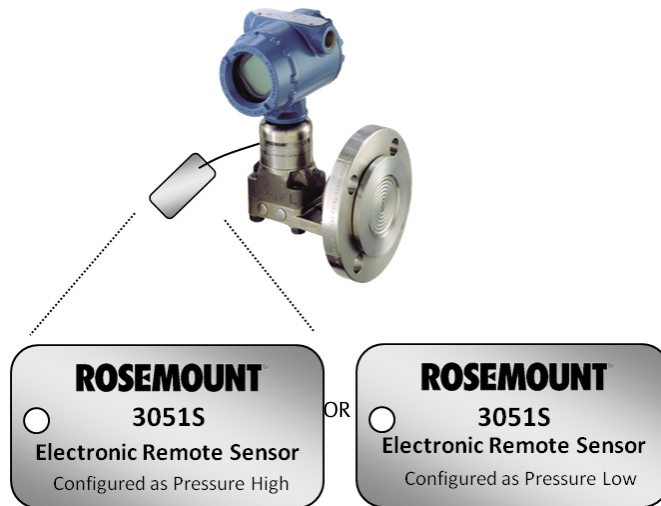 ROSEMOUNT
3051S
Electronic Remote Sensor
Configured as Pressure High
OR
ROSEMOUNT
3051S
Electronic Remote Sensor
Configured as Pressure Low